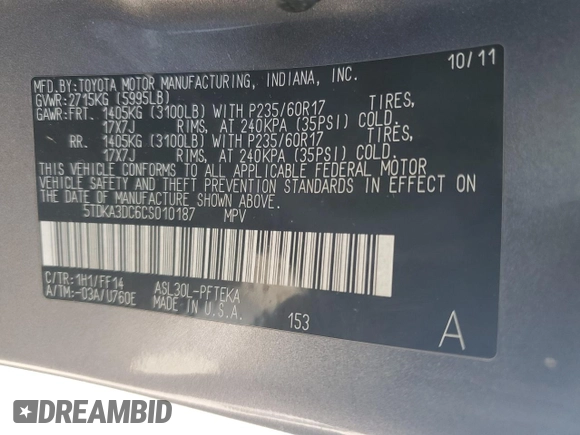 10/11
MFD.BY:TOYOTA MOTOR MANUFACTURING, INDIANA, INC.
GVWR:2715KG (5995LB)
GAWR:FRT. 1405KG (3100LB) WITH P235/60R17 TIRES,
17X7J RIMS, AT 240KPA (35PSI) COLD.
RR. 1405KG (3100LB) WITH P235/60R17 TIRES,
17X7J RIMS, AT 240KPA (35PSI) COLD.
THIS VEHICLE CONFORMS TO ALL APPLICABLE FEDERAL MOTOR
VEHICLE SAFETY AND THEFT PREVENTION STANDARDS IN EFFECT ON
THE DATE OF MANUFACTURE SHOWN ABOVE.
5TDKA3DC6CS010187 MPV
C/TR:1H1/FF14 ASL30L-PFTEKA
A/TM:-03A/U760E MADE IN U.S.A.
153
A
DREAMBID